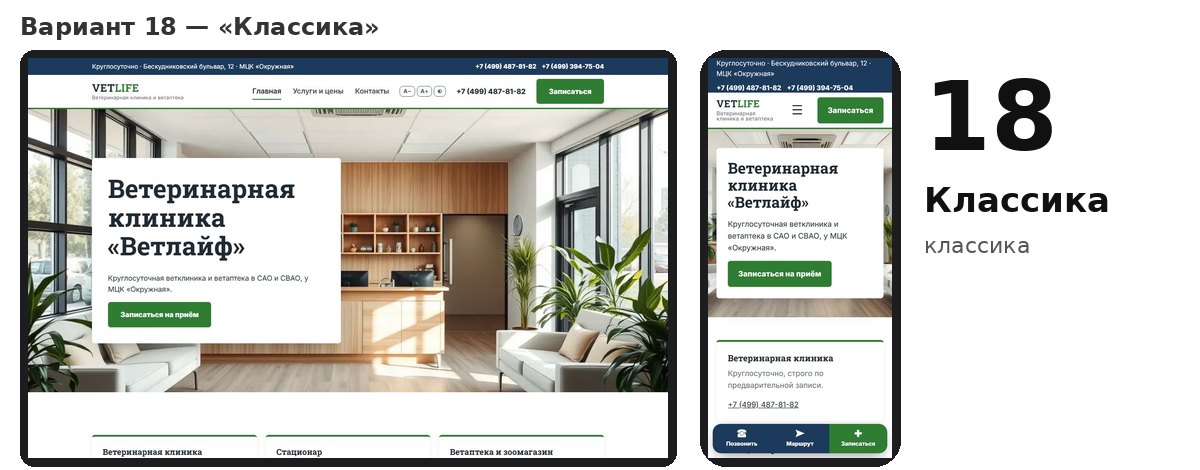 Вариант 18 — «Классика»
Круглосуточно · Бескудниковский бульвар, 12 · МЦК «Окружная»
+7 (499) 487-81-82 +7 (499) 394-75-04
VETLIFE
Ветеринарная клиника и ветаптека
Главная Услуги и цены Контакты A− A+ +7 (499) 487-81-82 Записаться
Ветеринарная
клиника
«Ветлайф»
Круглосуточная ветклиника и ветаптека в САО и СВАО, у
МЦК «Окружная».
Записаться на приём
Ветеринарная клиника
Стационар
Ветаптека и зоомагазин
Круглосуточно · Бескудниковский бульвар, 12 ·
МЦК «Окружная»
+7 (499) 487-81-82 +7 (499) 394-75-04
VETLIFE
Ветеринарная
клиника и ветаптека
Записаться
Ветеринарная
клиника
«Ветлайф»
Круглосуточная ветклиника и
ветаптека в САО и СВАО, у МЦК
«Окружная».
Записаться на приём
Ветеринарная клиника
Круглосуточно, строго по
предварительной записи.
+7 (499) 487-81-82
Позвонить Маршрут Записаться
18
Классика
классика